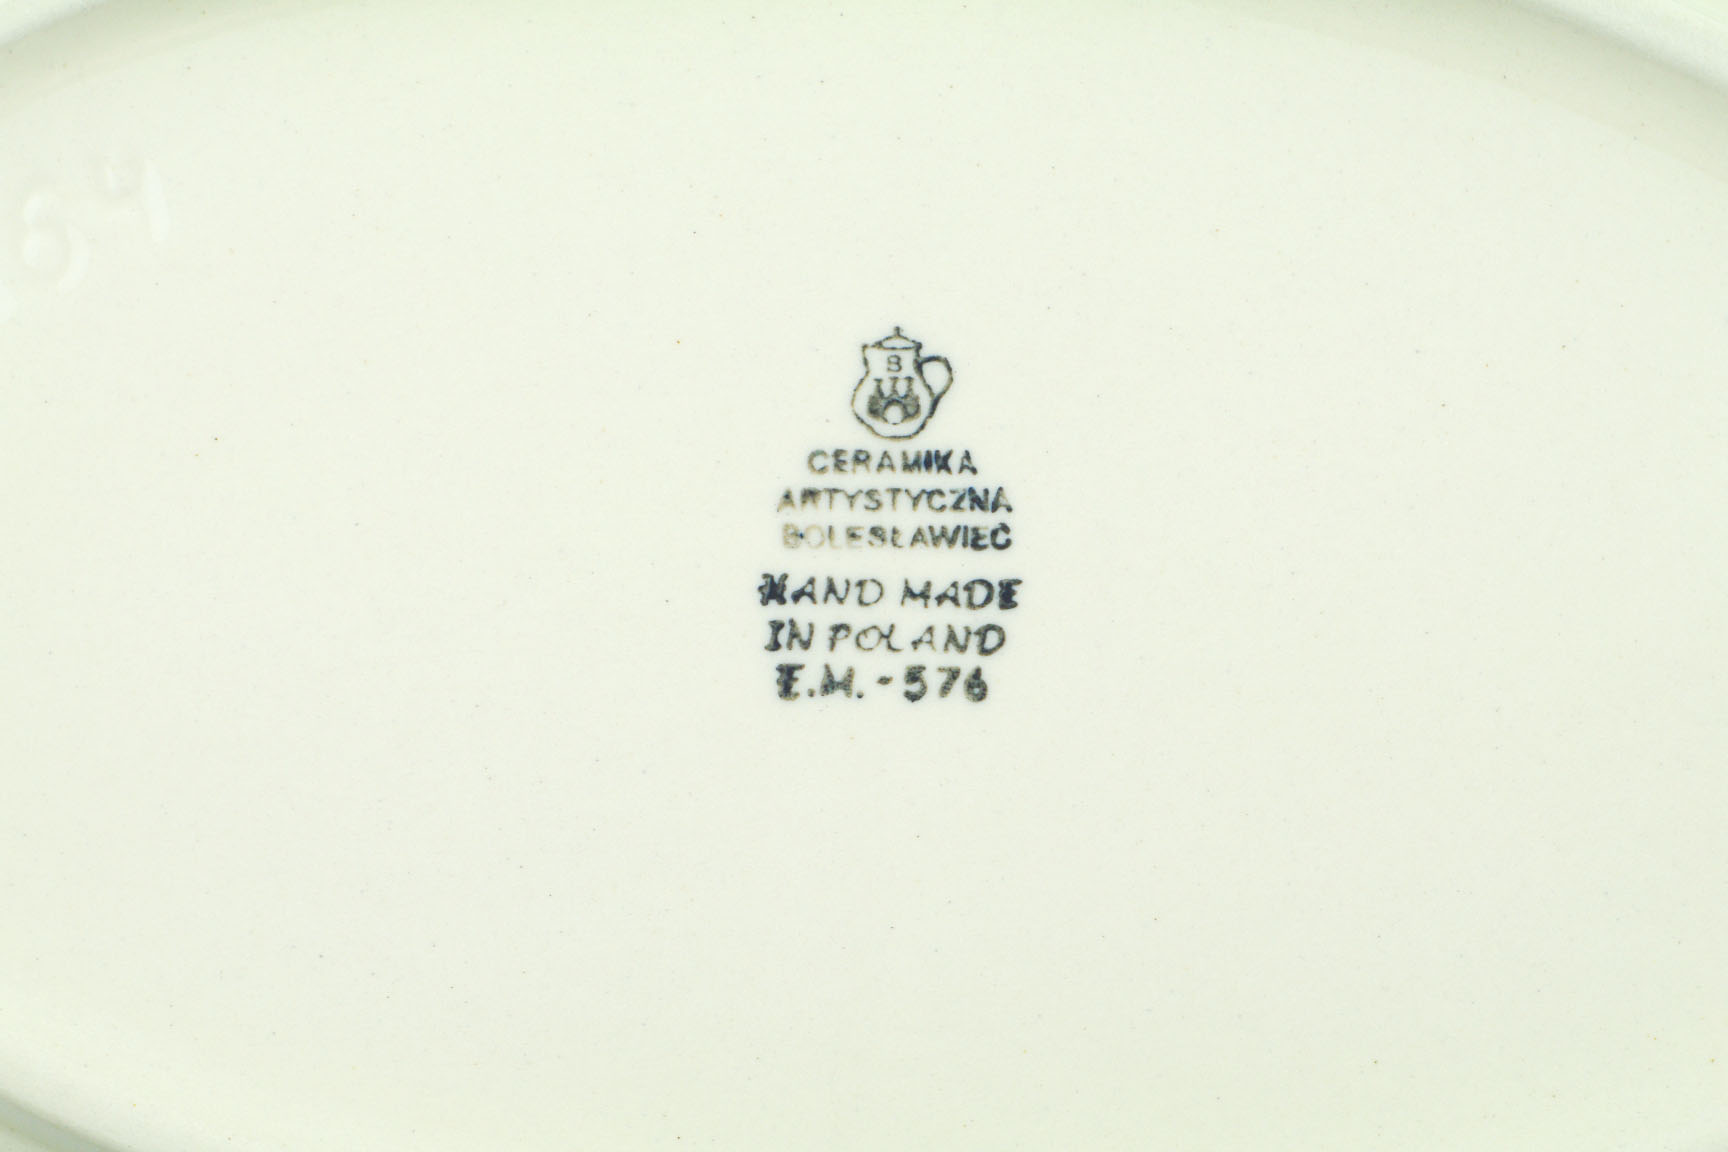 B
CERAMIKA
ARTYSTYCZNA
BOLESŁAWIEC
HAND MADE
IN POLAND
E.M.-576